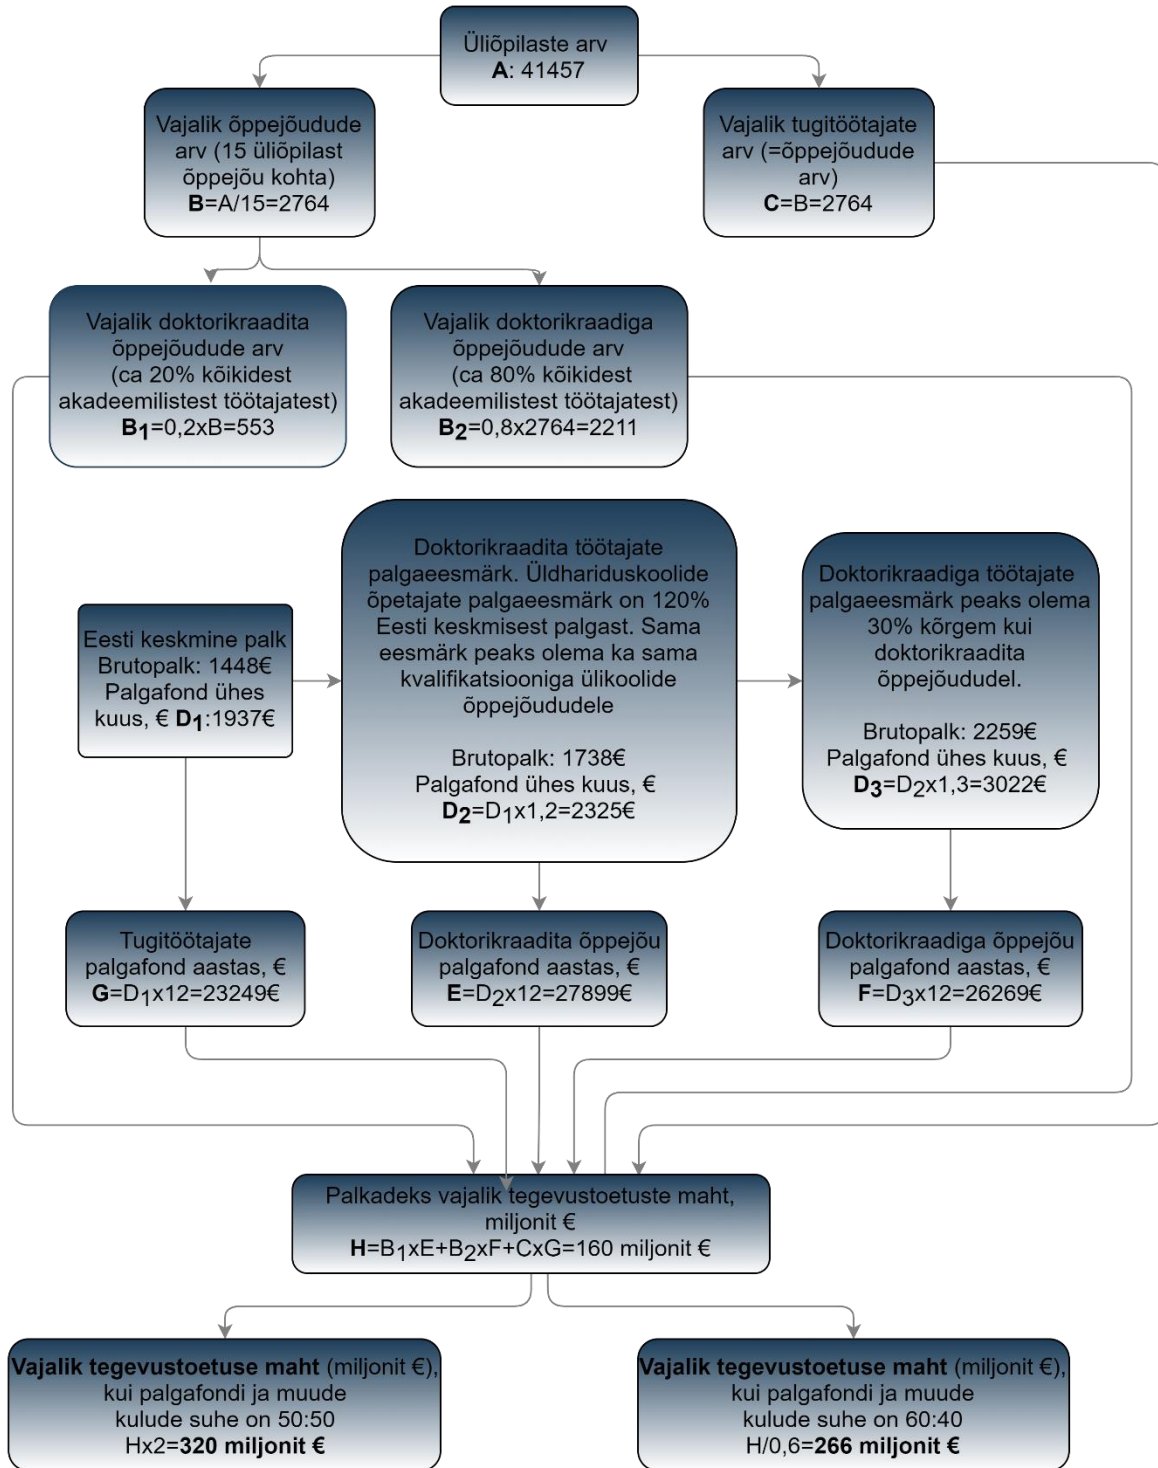 Üliõpilaste arv
A: 41457
Vajalik õppejõudude
arv (15 üliõpilast
õppejõu kohta)
B=A/15=2764
Vajalik tugitöötajate
arv (=õppejõudude
arv)
C=B=2764
Vajalik doktorikraadita
õppejõudude arv
(ca 20% kõikidest
akadeemilistest töötajatest)
B1=0,2xB=553
Vajalik doktorikraadiga
õppejõudude arv
(ca 80% kõikidest
akadeemilistest töötajatest)
B2=0,8x2764=2211
Eesti keskmine palk
Brutopalk: 1448€
Palgafond ühes
kuus, € D1:1937€
Doktorikraadita töötajate
palgaeesmärk. Üldhariduskoolide
õpetajate palgaeesmärk on 120%
Eesti keskmisest palgast. Sama
eesmärk peaks olema ka sama
kvalifikatsiooniga ülikoolide
õppejõududele
Brutopalk: 1738€
Palgafond ühes kuus, €
D2=D1x1,2=2325€
Doktorikraadiga töötajate
palgaeesmärk peaks olema
30% kõrgem kui
doktorikraadita
õppejõududel.
Brutopalk: 2259€
Palgafond ühes kuus, €
D3=D2x1,3=3022€
Tugitöötajate
palgafond aastas, €
G=D1x12=23249€
Doktorikraadita õppejõu
palgafond aastas, €
E=D2x12=27899€
Doktorikraadiga õppejõu
palgafond aastas, €
F=D3x12=26269€
Palkadeks vajalik tegevustoetuste maht,
miljonit €
H=B1xE+B2xF+CxG=160 miljonit €
Vajalik tegevustoetuse maht (miljonit €),
kui palgafondi ja muude
kulude suhe on 50:50
Hx2=320 miljonit €
Vajalik tegevustoetuse maht (miljonit €),
kui palgafondi ja muude
kulude suhe on 60:40
H/0,6=266 miljonit €